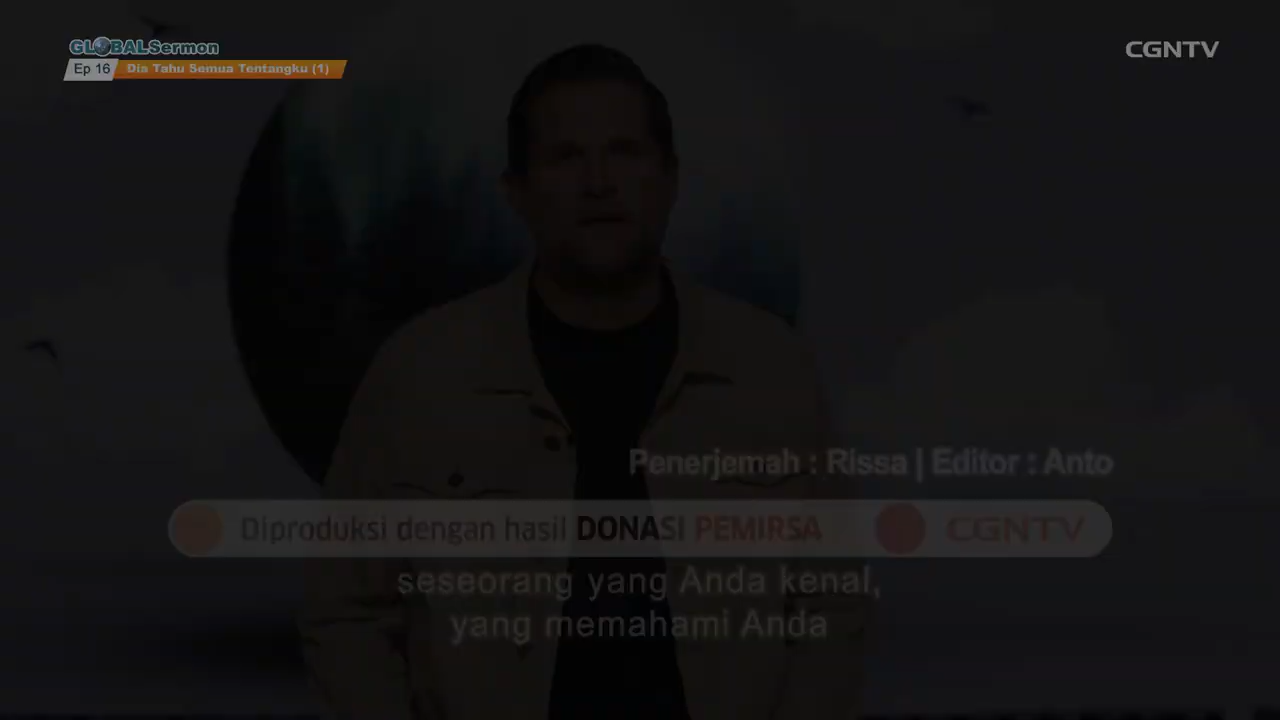 GLOBALSermon
CGNTV
Ep 16 Dia Tahu Semua Tentangku (1)
Penerjemah : Rissa | Editor : Anto
Diproduksi dengan hasil DONASI PEMIRSA CGNTV
seseorang yang Anda kenal,
yang memahami Anda